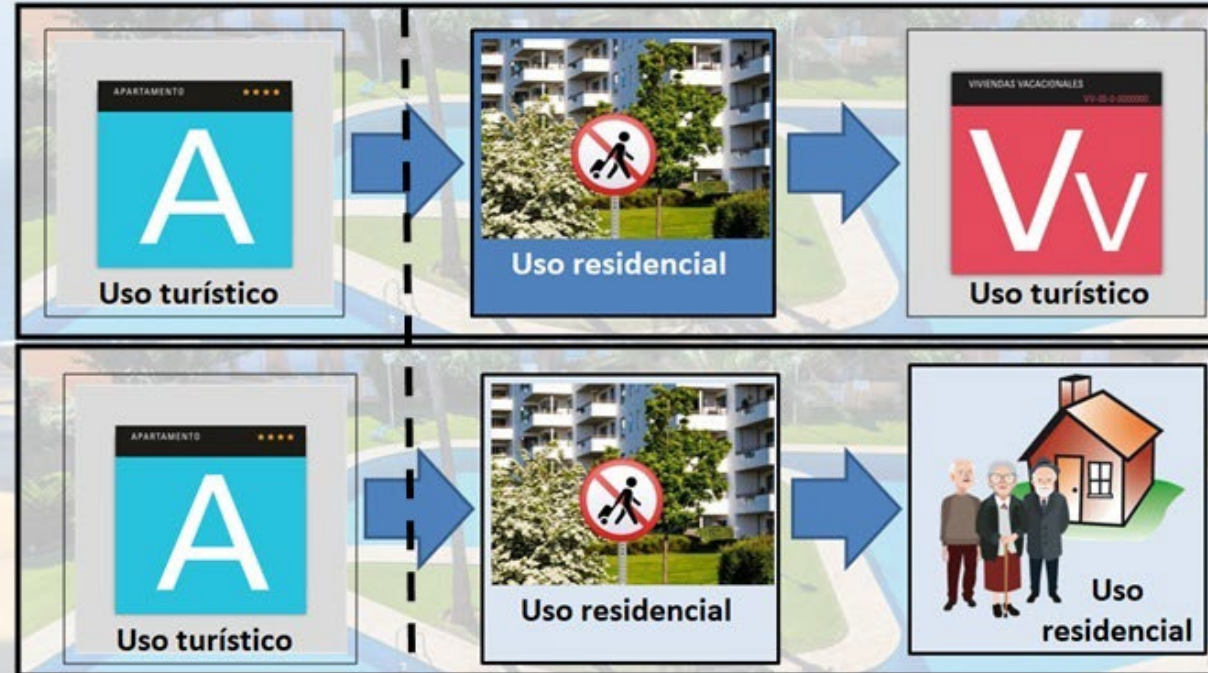 APARTAMENTO ★★★★
A
Uso turístico
Uso residencial
VIVIENDAS VACACIONALES
Vv
Uso turístico
APARTAMENTO ★★★★
A
Uso turístico
Uso residencial
Uso
residencial